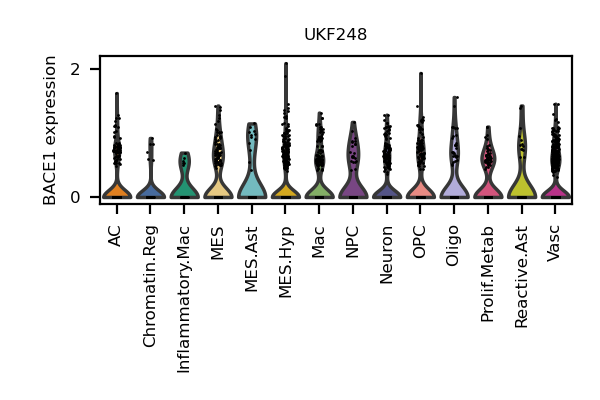 UKF248
BACE1 expression
2
0
AC
Chromatin.Reg
Inflammatory.Mac
MES
MES.Ast
MES.Hyp
Mac
NPC
Neuron
OPC
Oligo
Prolif.Metab
Reactive.Ast
Vasc